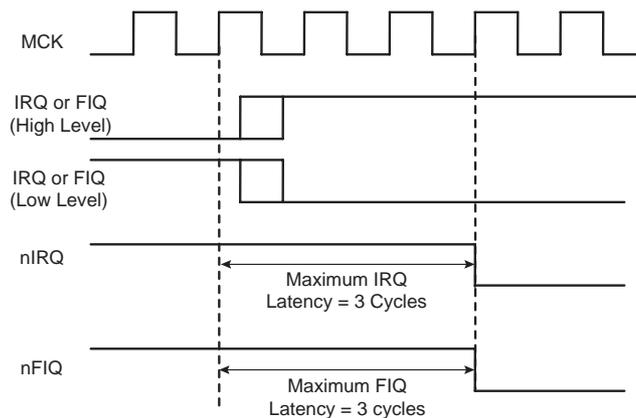 MCK
IRQ or FIQ
(High Level)
IRQ or FIQ
(Low Level)
nIRQ
Maximum IRQ
Latency = 3 Cycles
nFIQ
Maximum FIQ
Latency = 3 cycles